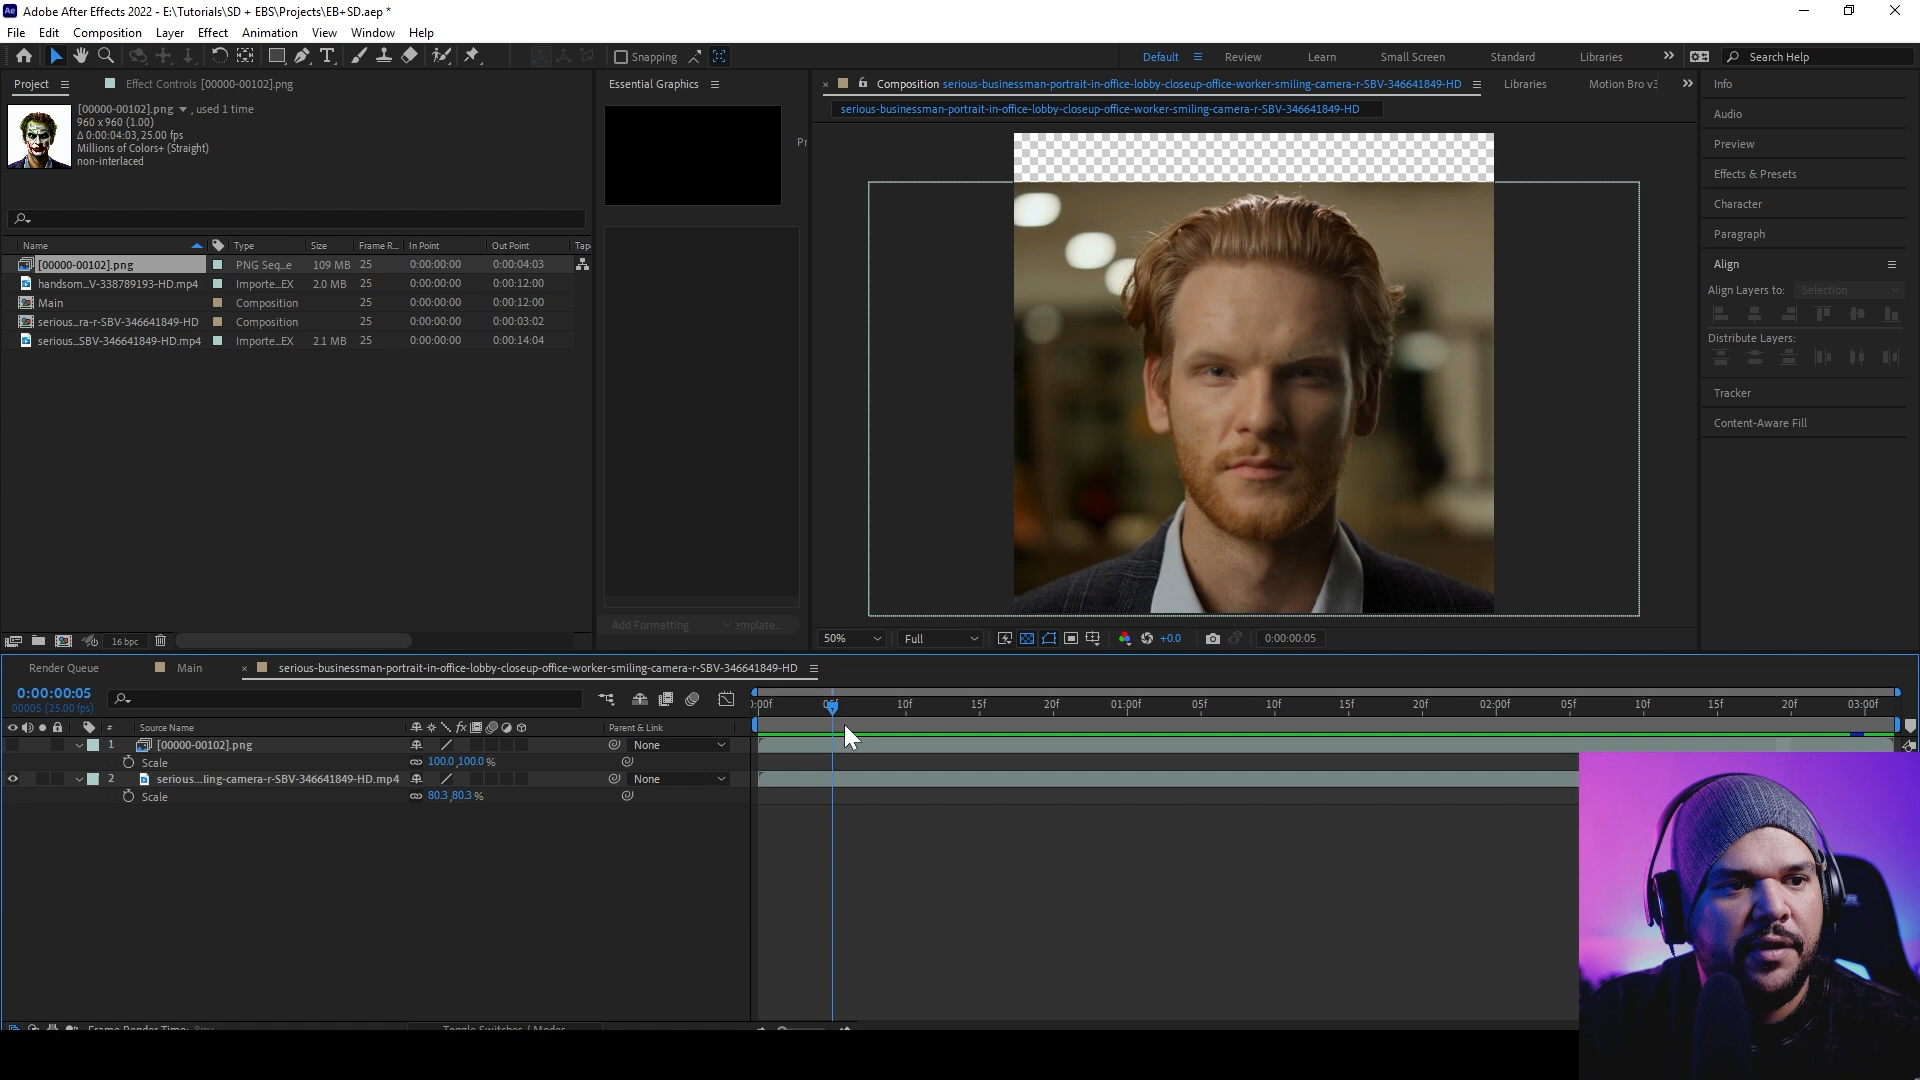 Adobe After Effects 2022 - E:\Tutorials\SD + EBS\Projects\EB+SD.aep *
File Edit Composition Layer Effect Animation View Window Help
Snapping Default Review Learn Small Screen Standard Libraries Search Help
Project Effect Controls [00000-00102].png
[00000-00102].png , used 1 time
960 x 960 (1.00)
Δ 0:00:04:03, 25.00 fps
Millions of Colors+ (Straight)
non-interlaced
Name Type Size Frame R... In Point Out Point Tap
[00000-00102].png PNG Seq...e 109 MB 25 0:00:00:00 0:00:04:03
handsom...V-338789193-HD.mp4 Importe...EX 2.0 MB 25 0:00:00:00 0:00:12:00
Main Composition 25 0:00:00:00 0:00:12:00
serious...ra-r-SBV-346641849-HD Composition 25 0:00:00:00 0:00:03:02
serious...SBV-346641849-HD.mp4 Importe...EX 2.1 MB 25 0:00:00:00 0:00:14:04
16 bpc
Essential Graphics
Pr
Add Formatting emplate...
Composition serious-businessman-portrait-in-office-lobby-closeup-office-worker-smiling-camera-r-SBV-346641849-HD Libraries Motion Bro v3
serious-businessman-portrait-in-office-lobby-closeup-office-worker-smiling-camera-r-SBV-346641849-HD
50% Full +0.0 0:00:00:05
Info
Audio
Preview
Effects & Presets
Character
Paragraph
Align
Align Layers to: Selection
Distribute Layers:
Tracker
Content-Aware Fill
Render Queue Main serious-businessman-portrait-in-office-lobby-closeup-office-worker-smiling-camera-r-SBV-346641849-HD
0:00:00:05
00005 (25.00 fps)
:00f 10f 15f 20f 01:00f 05f 10f 15f 20f 02:00f 05f 10f 15f 20f 03:00f
# Source Name Parent & Link
1 [00000-00102].png None
Scale 100.0,100.0%
2 serious...ling-camera-r-SBV-346641849-HD.mp4 None
Scale 80.3,80.3%
Frame Render Time: Toggle Switches / Modes